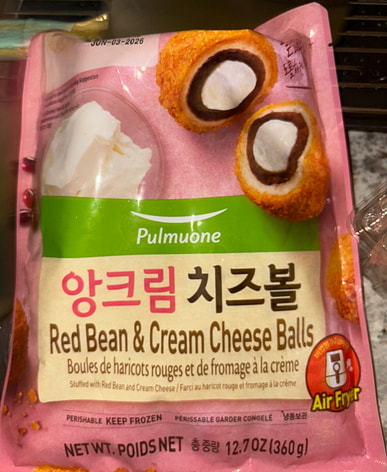 JUN-03-2026
Pulmuone
앙크림 치즈볼
Red Bean & Cream Cheese Balls
Boules de haricots rouges et de fromage à la crème
Stuffed with Red Bean and Cream Cheese / Farci au haricot rouge et fromage à la crème
Air Fryer
PERISHABLE KEEP FROZEN PÉRISSABLE GARDER CONGELÉ 냉동보관
NET WT. POIDS NET 총중량 12.7 OZ (360g)